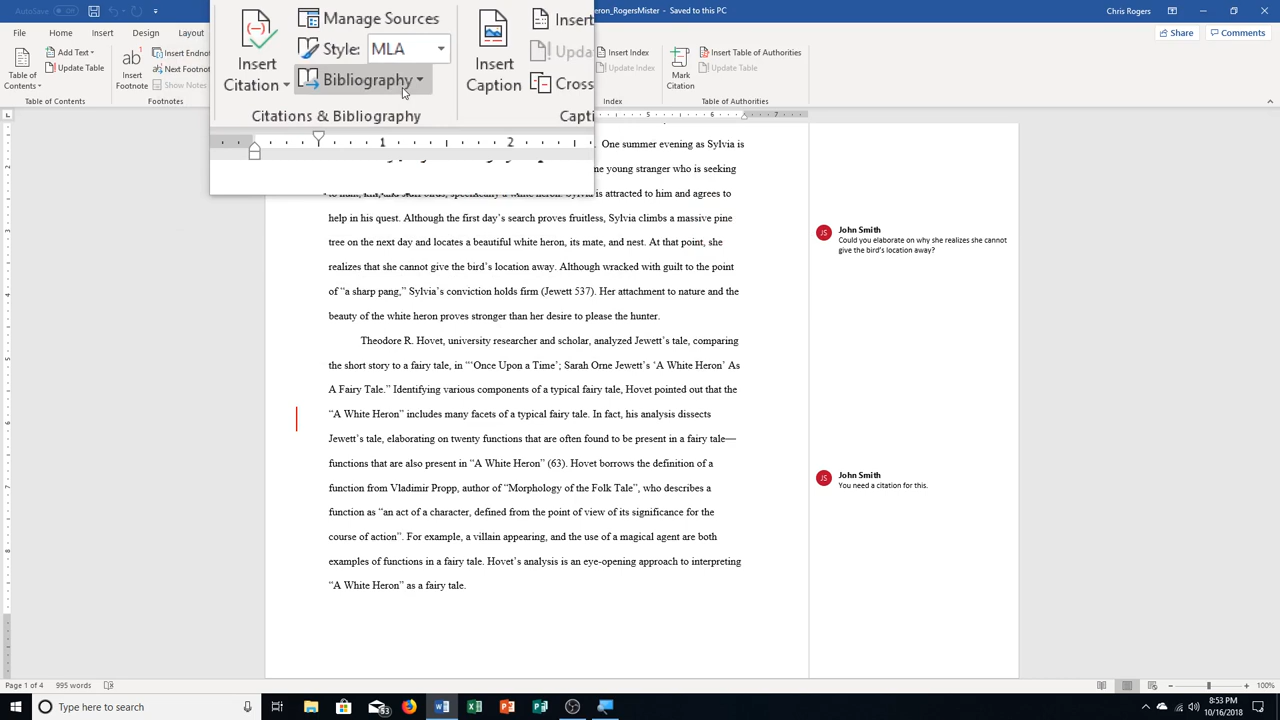 AutoSave
eron_RogersMister - Saved to this PC
Chris Rogers
File Home Insert Design Layout
Share Comments
Table of Contents
Add Text
Update Table
Table of Contents
Insert Footnote
Insert Endnote
Next Footnote
Show Notes
Footnotes
Insert Citation
Manage Sources
Style: MLA
Bibliography
Citations & Bibliography
Insert Caption
Insert
Upda
Cross
Capti
Insert Index
Update Index
Index
Mark Citation
Insert Table of Authorities
Update Table
Table of Authorities
1 2
5 6 7
. One summer evening as Sylvia is
ne young stranger who is seeking
Sylvia is attracted to him and agrees to
help in his quest. Although the first day’s search proves fruitless, Sylvia climbs a massive pine
tree on the next day and locates a beautiful white heron, its mate, and nest. At that point, she
realizes that she cannot give the bird’s location away. Although wracked with guilt to the point
of “a sharp pang,” Sylvia’s conviction holds firm (Jewett 537). Her attachment to nature and the
beauty of the white heron proves stronger than her desire to please the hunter.
Theodore R. Hovet, university researcher and scholar, analyzed Jewett’s tale, comparing
the short story to a fairy tale, in “‘Once Upon a Time’; Sarah Orne Jewett’s ‘A White Heron’ As
A Fairy Tale.” Identifying various components of a typical fairy tale, Hovet pointed out that the
“A White Heron” includes many facets of a typical fairy tale. In fact, his analysis dissects
Jewett’s tale, elaborating on twenty functions that are often found to be present in a fairy tale—
functions that are also present in “A White Heron” (63). Hovet borrows the definition of a
function from Vladimir Propp, author of “Morphology of the Folk Tale”, who describes a
function as “an act of a character, defined from the point of view of its significance for the
course of action”. For example, a villain appearing, and the use of a magical agent are both
examples of functions in a fairy tale. Hovet’s analysis is an eye-opening approach to interpreting
“A White Heron” as a fairy tale.
JS John Smith
Could you elaborate on why she realizes she cannot
give the bird’s location away?
JS John Smith
You need a citation for this.
Page 1 of 4 995 words
100%
Type here to search
53
8:53 PM
10/16/2018